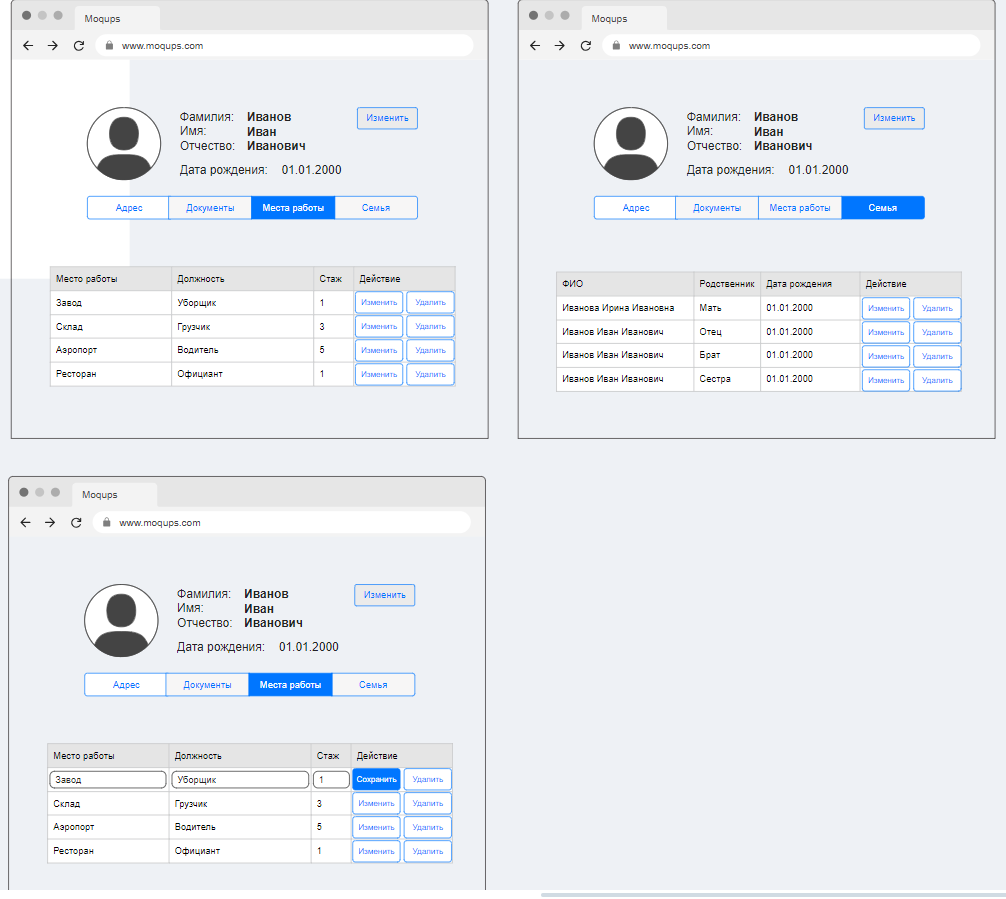 Moqups
www.moqups.com
Фамилия: Иванов
Изменить
Имя: Иван
Отчество: Иванович
Дата рождения: 01.01.2000
Адрес Документы Места работы Семья
Место работы Должность Стаж Действие
Завод Уборщик 1 Изменить Удалить
Склад Грузчик 3 Изменить Удалить
Аэропорт Водитель 5 Изменить Удалить
Ресторан Официант 1 Изменить Удалить
Moqups
www.moqups.com
Фамилия: Иванов
Изменить
Имя: Иван
Отчество: Иванович
Дата рождения: 01.01.2000
Адрес Документы Места работы Семья
ФИО Родственник Дата рождения Действие
Иванова Ирина Ивановна Мать 01.01.2000 Изменить Удалить
Иванов Иван Иванович Отец 01.01.2000 Изменить Удалить
Иванов Иван Иванович Брат 01.01.2000 Изменить Удалить
Иванов Иван Иванович Сестра 01.01.2000 Изменить Удалить
Moqups
www.moqups.com
Фамилия: Иванов
Изменить
Имя: Иван
Отчество: Иванович
Дата рождения: 01.01.2000
Адрес Документы Места работы Семья
Место работы Должность Стаж Действие
Завод Уборщик 1 Сохранить Удалить
Склад Грузчик 3 Изменить Удалить
Аэропорт Водитель 5 Изменить Удалить
Ресторан Официант 1 Изменить Удалить